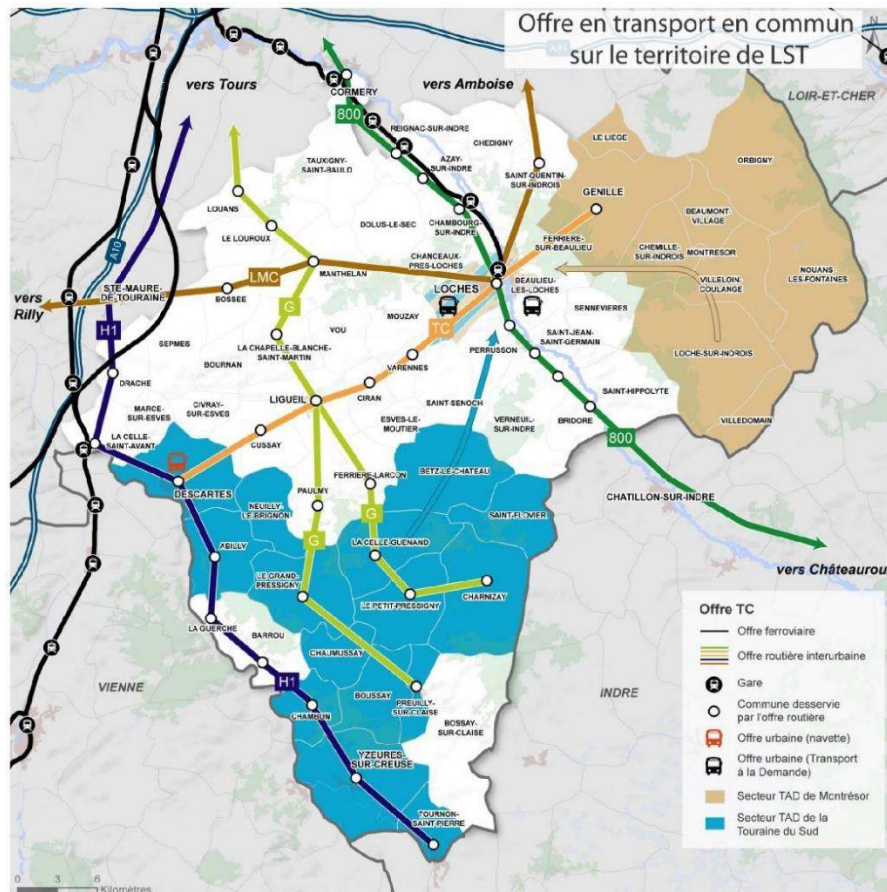 Offre en transport en commun
sur le territoire de LST
N
A10
LOIR-ET-CHER
vers Tours
vers Amboise
CORMERY
800
REIGNAC-SUR-INDRE
CHEDIGNY
LE LIEGE
ORBIGNY
TAUXIGNY-
SAINT-BAULD
AZAY-
SUR-INDRE
SAINT-QUENTIN-
SUR-INDROIS
GENILLE
LOUANS
LE LOUROUX
DOLUS-LE-SEC
CHAMBOURG-
SUR-INDRE
BEAUMONT-
VILLAGE
FERRIERE-
SUR-BEAULIEU
CHEMILLE-
SUR-INDROIS
MONTRESOR
NOUANS-
LES-FONTAINES
CHANCEAUX-
PRES-LOCHES
MANTHELAN
LMC
A10
STE-MAURE-
DE-TOURAINE
vers
Rilly
BOSSEE
LOCHES
BEAULIEU-
LES-LOCHES
VILLELOIN-
COULANGE
SENNEVIERES
G
H1
MOUZAY
TC
SEPMES
YOU
LA CHAPELLE-BLANCHE-
SAINT-MARTIN
BOURNAN
PERRUSSON
SAINT-JEAN-
SAINT-GERMAIN
LOCHE-SUR-INDROIS
VARENNES
DRACHE
LIGUEIL
CIRAN
SAINT-HIPPOLYTE
MARCE-
SUR-ESVES
CIVRAY-
SUR-ESVES
ESVES-LE-
MOUTIER
SAINT-SENOCH
VERNEUIL-
SUR-INDRE
BRIDORE
VILLEDOMAIN
LA CELLE-
SAINT-AVANT
CUSSAY
800
DESCARTES
FERRIERE-LARÇON
BETZ-LE-CHATEAU
CHATILLON-SUR-INDRE
NEUILLY-
LE-BRIGNON
PAULMY
G
SAINT-FLOVIER
G
LA CELLE-GUENAND
ABILLY
vers Châteaurou
LE GRAND-
PRESSIGNY
LE PETIT-PRESSIGNY
CHARNIZAY
LA GUERCHE
BARROU
CHAUMUSSAY
VIENNE
INDRE
H1
BOUSSAY
PREUILLY-
SUR-CLAISE
CHAMBON
BOSSAY-
SUR-CLAISE
YZEURES-
SUR-CREUSE
TOURNON-
SAINT-PIERRE
Offre TC
Offre ferroviaire
Offre routière interurbaine
Gare
Commune desservie
par l'offre routière
Offre urbaine (navette)
Offre urbaine (Transport
à la Demande)
Secteur TAD de Montrésor
Secteur TAD de la
Touraine du Sud
0 3 6
Kilomètres